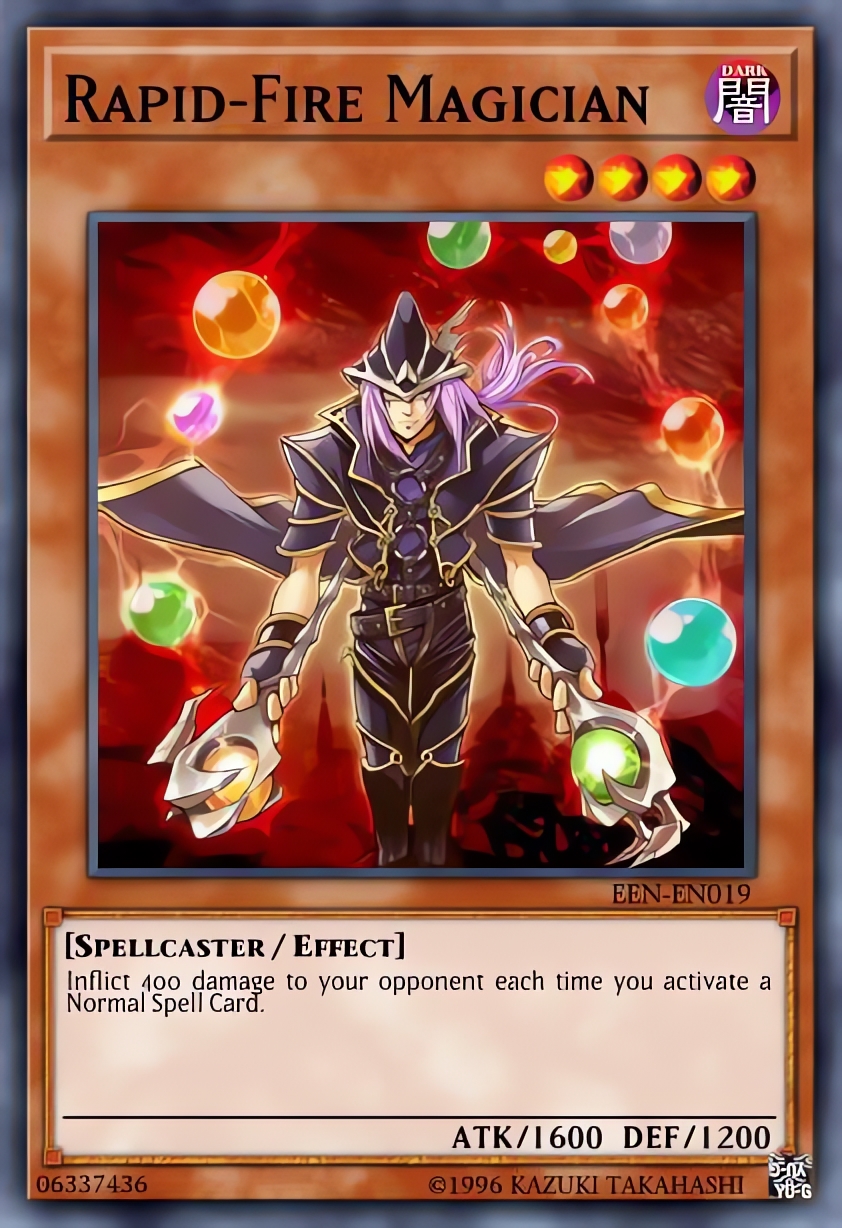 Rapid-Fire Magician
DARK
闇
EEN-EN019
[Spellcaster / Effect]
Inflict 400 damage to your opponent each time you activate a
Normal Spell Card.
ATK/1600 DEF/1200
06337436
©1996 KAZUKI TAKAHASHI